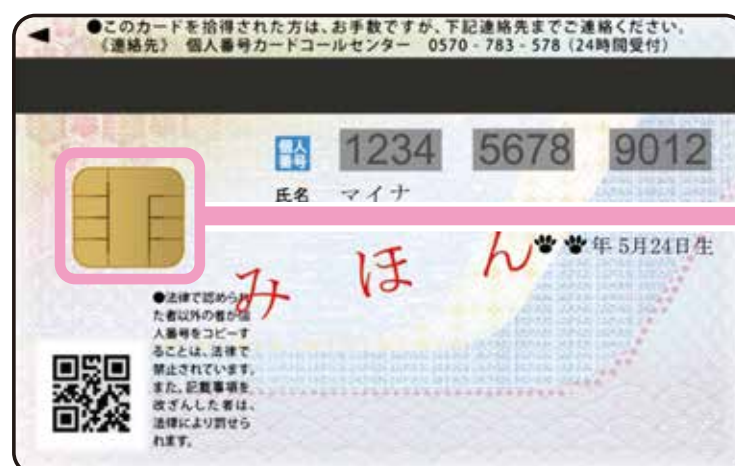 ●このカードを拾得された方は、お手数ですが、下記連絡先までご連絡ください。
《連絡先》 個人番号カードコールセンター 0570-783-578(24時間受付)
個人番号 1234 5678 9012
氏名 マイナ
年 5月24日生
みほん
●法律で認められ
た者以外の者が個
人番号をコピーす
ることは、法律で
禁止されています。
また、記載事項を
改ざんした者は、
法律により罰せら
れます。